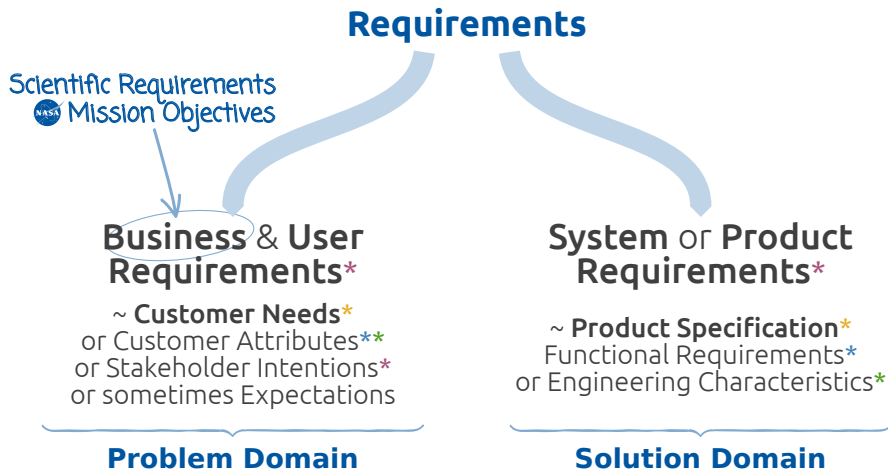 Requirements
Scientific Requirements
NASA Mission Objectives
Business & User
Requirements*
~ Customer Needs*
or Customer Attributes**
or Stakeholder Intentions*
or sometimes Expectations
Problem Domain
System or Product
Requirements*
~ Product Specification*
Functional Requirements*
or Engineering Characteristics*
Solution Domain